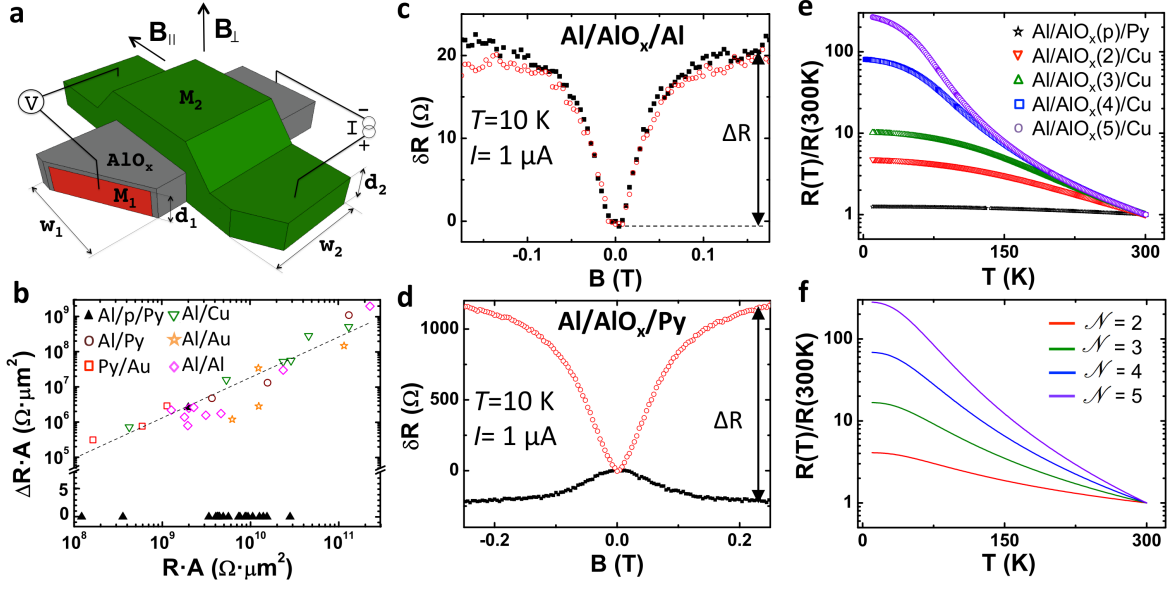 a
B||
B⊥
M₂
V
−
I
+
AlOₓ
M₁
d₁
d₂
w₁
w₂
b
10⁹
10⁸
10⁷
10⁶
10⁵
5
0
ΔR·A (Ω·µm²)
Al/p/Py
Al/Py
Py/Au
Al/Cu
Al/Au
Al/Al
10⁸ 10⁹ 10¹⁰ 10¹¹
R·A (Ω·µm²)
c
Al/AlOₓ/Al
20
10
0
δR (Ω)
T=10 K
I= 1 µA
ΔR
-0.1 0.0 0.1
B (T)
d
Al/AlOₓ/Py
1000
500
0
δR (Ω)
T=10 K
I= 1 µA
ΔR
-0.2 0.0 0.2
B (T)
e
100
10
1
R(T)/R(300K)
Al/AlOₓ(p)/Py
Al/AlOₓ(2)/Cu
Al/AlOₓ(3)/Cu
Al/AlOₓ(4)/Cu
Al/AlOₓ(5)/Cu
0 150 300
T (K)
f
100
10
1
R(T)/R(300K)
𝒩 = 2
𝒩 = 3
𝒩 = 4
𝒩 = 5
0 150 300
T (K)